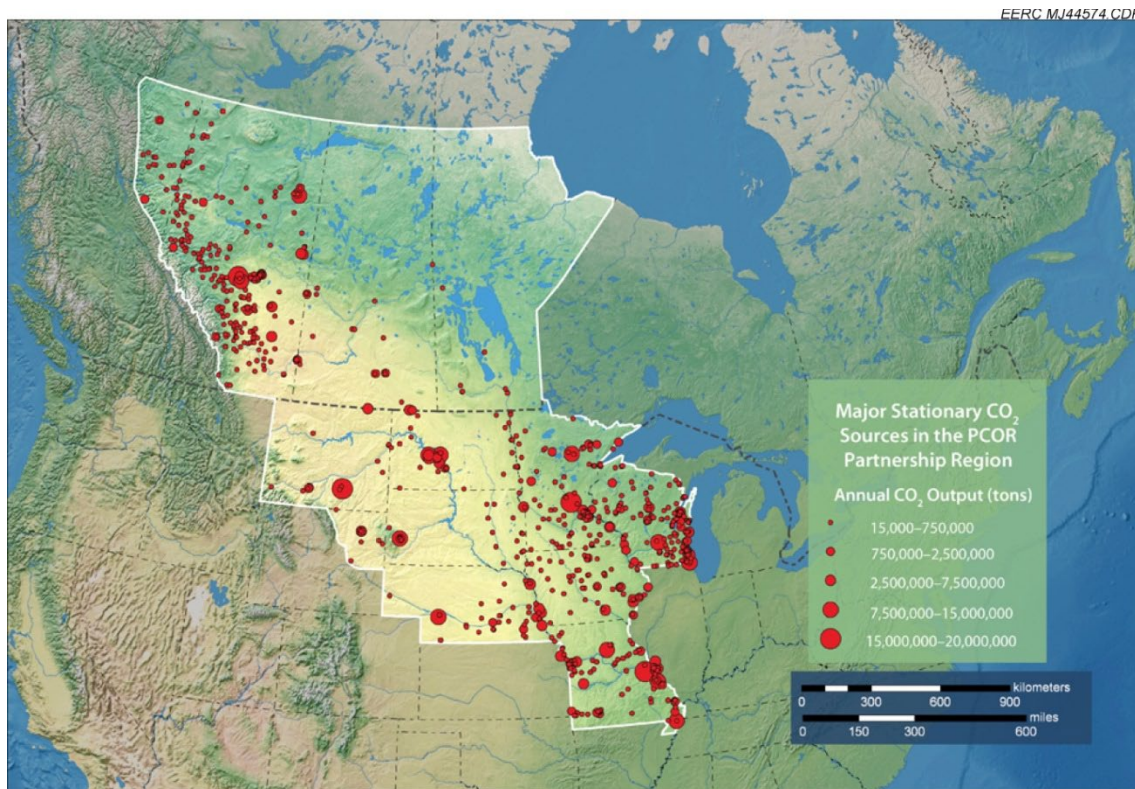 EERC MJ44574.CDR
Major Stationary CO₂
Sources in the PCOR
Partnership Region
Annual CO₂ Output (tons)
15,000–750,000
750,000–2,500,000
2,500,000–7,500,000
7,500,000–15,000,000
15,000,000–20,000,000
kilometers
0 300 600 900
miles
0 150 300 600